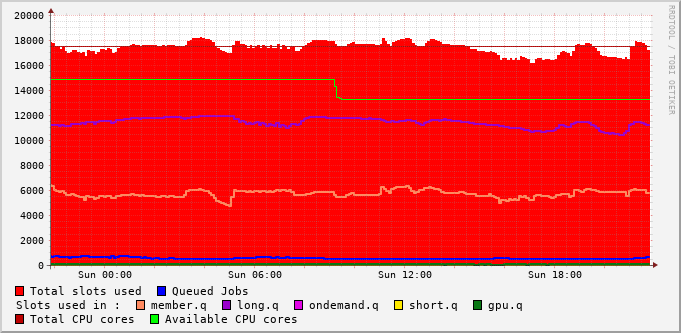 20000
18000
16000
14000
12000
10000
8000
6000
4000
2000
0
Sun 00:00 Sun 06:00 Sun 12:00 Sun 18:00
RRDTOOL / TOBI OETIKER
Total slots used Queued Jobs
Slots used in : member.q long.q ondemand.q short.q gpu.q
Total CPU cores Available CPU cores